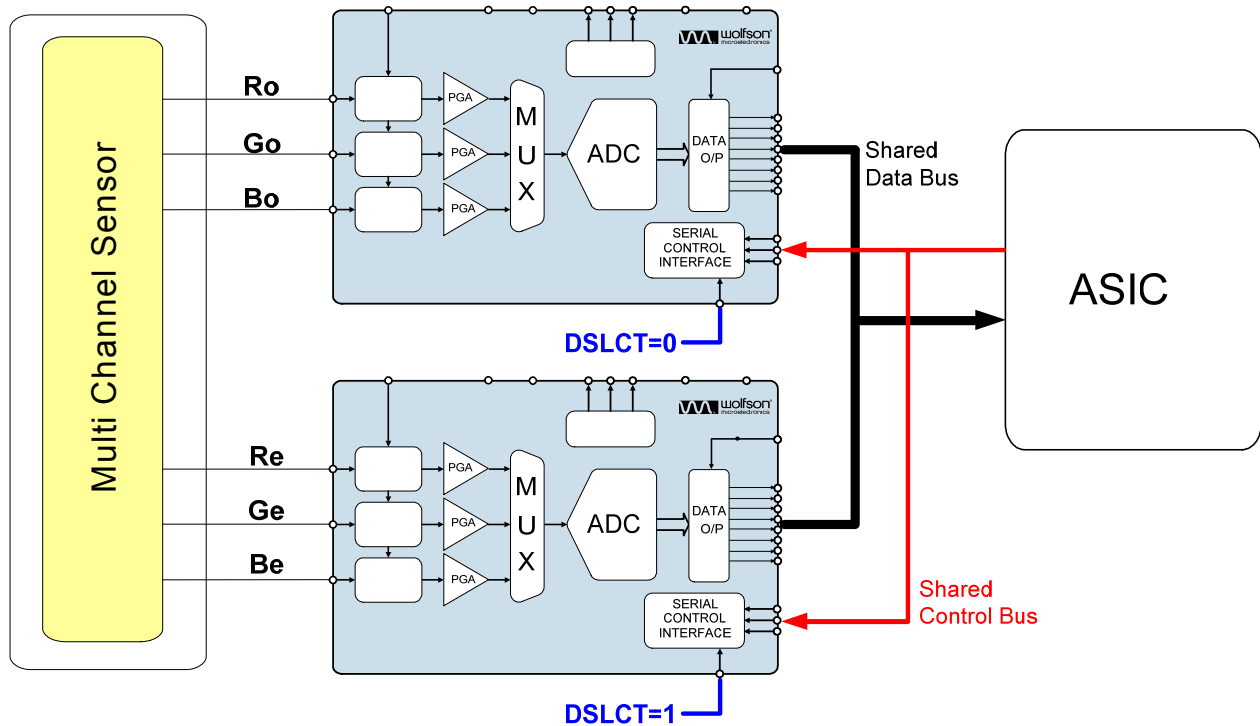 Multi Channel Sensor
Ro
Go
Bo
wolfson®
microelectronics
PGA
PGA
PGA
MUX
ADC
DATA
O/P
SERIAL
CONTROL
INTERFACE
DSLCT=0
Shared
Data Bus
ASIC
Re
Ge
Be
wolfson®
microelectronics
PGA
PGA
PGA
MUX
ADC
DATA
O/P
SERIAL
CONTROL
INTERFACE
DSLCT=1
Shared
Control Bus